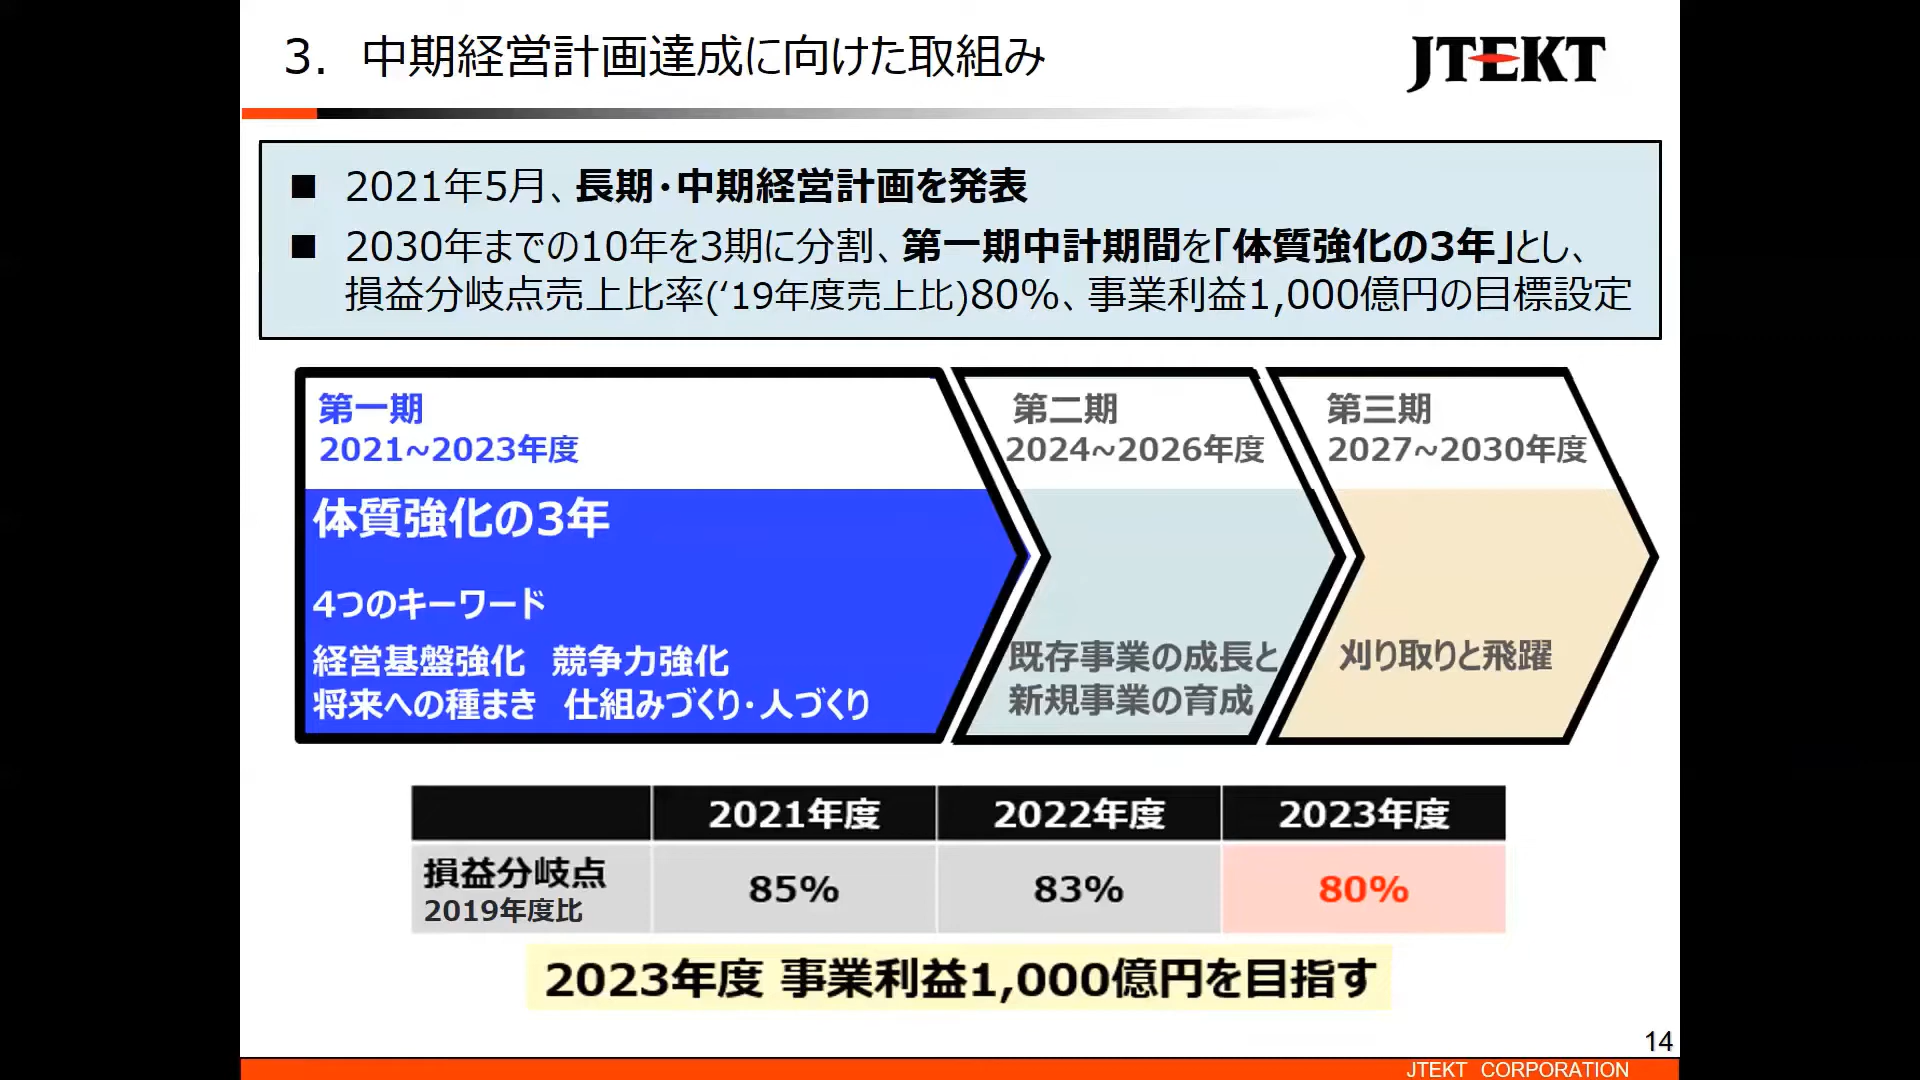 3. 中期経営計画達成に向けた取組み
JTEKT
■ 2021年5月、長期・中期経営計画を発表
■ 2030年までの10年を3期に分割、第一期中計期間を「体質強化の3年」とし、
損益分岐点売上比率(‘19年度売上比)80%、事業利益1,000億円の目標設定
第一期
2021~2023年度
体質強化の3年
4つのキーワード
経営基盤強化 競争力強化
将来への種まき 仕組みづくり・人づくり
第二期
2024~2026年度
既存事業の成長と
新規事業の育成
第三期
2027~2030年度
刈り取りと飛躍
2021年度 2022年度 2023年度
損益分岐点
2019年度比
85% 83% 80%
2023年度 事業利益1,000億円を目指す
14
JTEKT CORPORATION